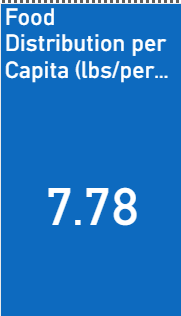 Food
Distribution per
Capita (lbs/per...
7.78